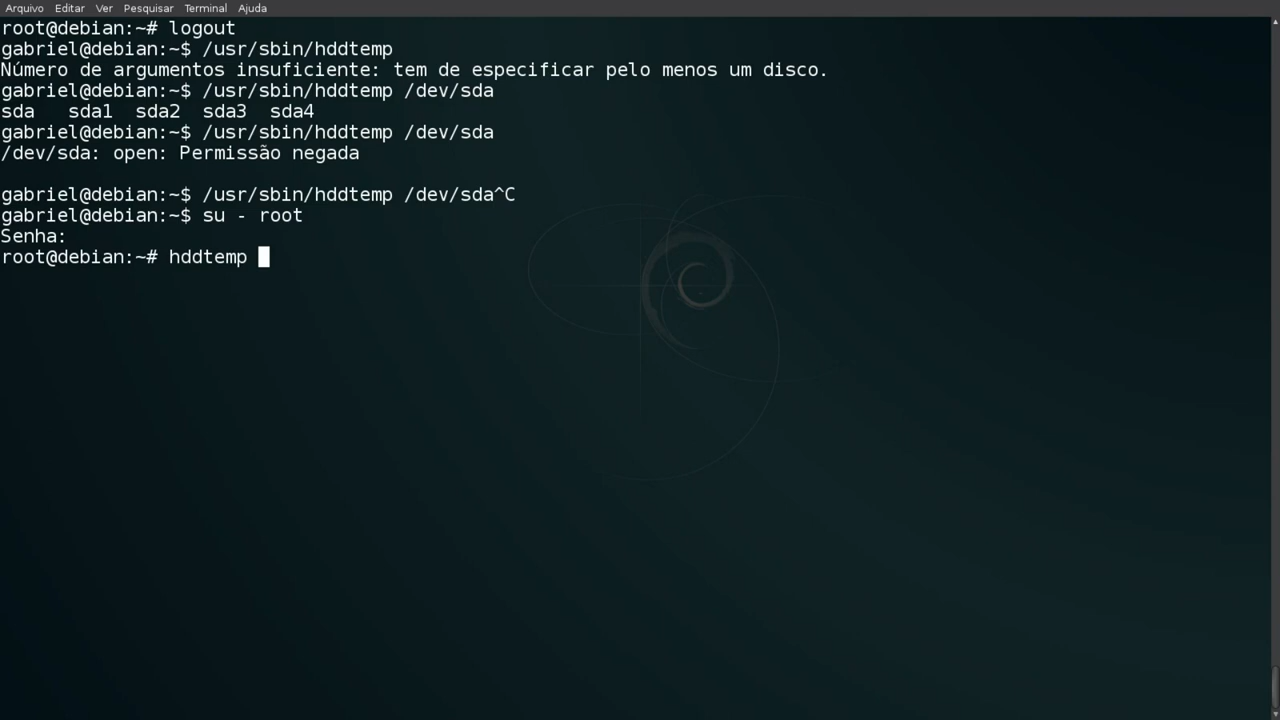 Arquivo Editar Ver Pesquisar Terminal Ajuda
root@debian:~# logout
gabriel@debian:~$ /usr/sbin/hddtemp
Número de argumentos insuficiente: tem de especificar pelo menos um disco.
gabriel@debian:~$ /usr/sbin/hddtemp /dev/sda
sda   sda1  sda2  sda3  sda4
gabriel@debian:~$ /usr/sbin/hddtemp /dev/sda
/dev/sda: open: Permissão negada
gabriel@debian:~$ /usr/sbin/hddtemp /dev/sda^C
gabriel@debian:~$ su - root
Senha:
root@debian:~# hddtemp